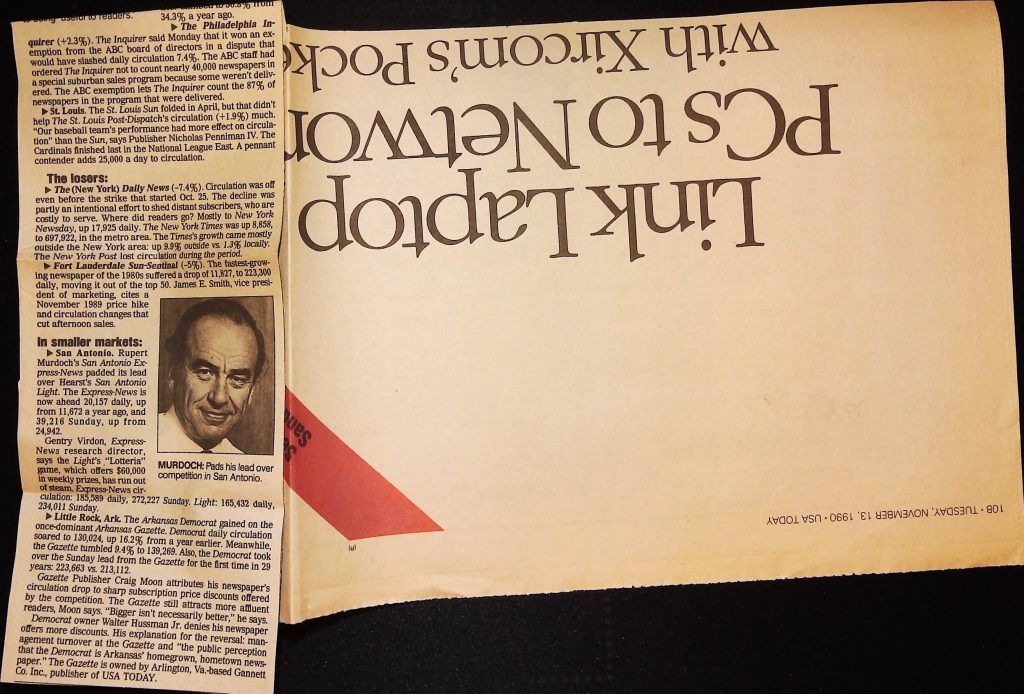 to being useful to readers.
34.3% a year ago.
▶ The Philadelphia In-
quirer (+2.3%). The Inquirer said Monday that it won an ex-
emption from the ABC board of directors in a dispute that
would have slashed daily circulation 7.4%. The ABC staff had
ordered The Inquirer not to count nearly 40,000 newspapers in
a special suburban sales program because some weren't deliv-
ered. The ABC exemption lets The Inquirer count the 87% of
newspapers in the program that were delivered.
▶ St. Louis. The St. Louis Sun folded in April, but that didn't
help The St. Louis Post-Dispatch's circulation (+1.9%) much.
"Our baseball team's performance had more effect on circula-
tion" than the Sun, says Publisher Nicholas Penniman IV. The
Cardinals finished last in the National League East. A pennant
contender adds 25,000 a day to circulation.
The losers:
▶ The (New York) Daily News (–7.4%). Circulation was off
even before the strike that started Oct. 25. The decline was
partly an intentional effort to shed distant subscribers, who are
costly to serve. Where did readers go? Mostly to New York
Newsday, up 17,925 daily. The New York Times was up 8,858,
to 697,922, in the metro area. The Times's growth came mostly
outside the New York area: up 9.9% outside vs. 1.3% locally.
The New York Post lost circulation during the period.
▶ Fort Lauderdale Sun-Sentinal (–5%). The fastest-grow-
ing newspaper of the 1980s suffered a drop of 11,827, to 223,300
daily, moving it out of the top 50. James E. Smith, vice presi-
dent of marketing, cites a
November 1989 price hike
and circulation changes that
cut afternoon sales.
In smaller markets:
▶ San Antonio. Rupert
Murdoch's San Antonio Ex-
press-News padded its lead
over Hearst's San Antonio
Light. The Express-News is
now ahead 20,157 daily, up
from 11,672 a year ago, and
39,216 Sunday, up from
24,942.
Gentry Virdon, Express-
News research director,
says the Light's "Lotteria"
game, which offers $60,000
in weekly prizes, has run out
of steam. Express-News cir-
culation: 185,589 daily, 272,227 Sunday. Light: 165,432 daily,
234,011 Sunday.
MURDOCH: Pads his lead over
competition in San Antonio.
▶ Little Rock, Ark. The Arkansas Democrat gained on the
once-dominant Arkansas Gazette. Democrat daily circulation
soared to 130,024, up 16.2% from a year earlier. Meanwhile,
the Gazette tumbled 9.4% to 139,269. Also, the Democrat took
over the Sunday lead from the Gazette for the first time in 29
years: 223,663 vs. 213,112.
Gazette Publisher Craig Moon attributes his newspaper's
circulation drop to sharp subscription price discounts offered
by the competition. The Gazette still attracts more affluent
readers, Moon says. "Bigger isn't necessarily better," he says.
Democrat owner Walter Hussman Jr. denies his newspaper
offers more discounts. His explanation for the reversal: man-
agement turnover at the Gazette and "the public perception
that the Democrat is Arkansas' homegrown, hometown news-
paper." The Gazette is owned by Arlington, Va.-based Gannett
Co. Inc., publisher of USA TODAY.
10B · TUESDAY, NOVEMBER 13, 1990 · USA TODAY
Link Laptop
PCs to Networ
with Xircom's Pocke